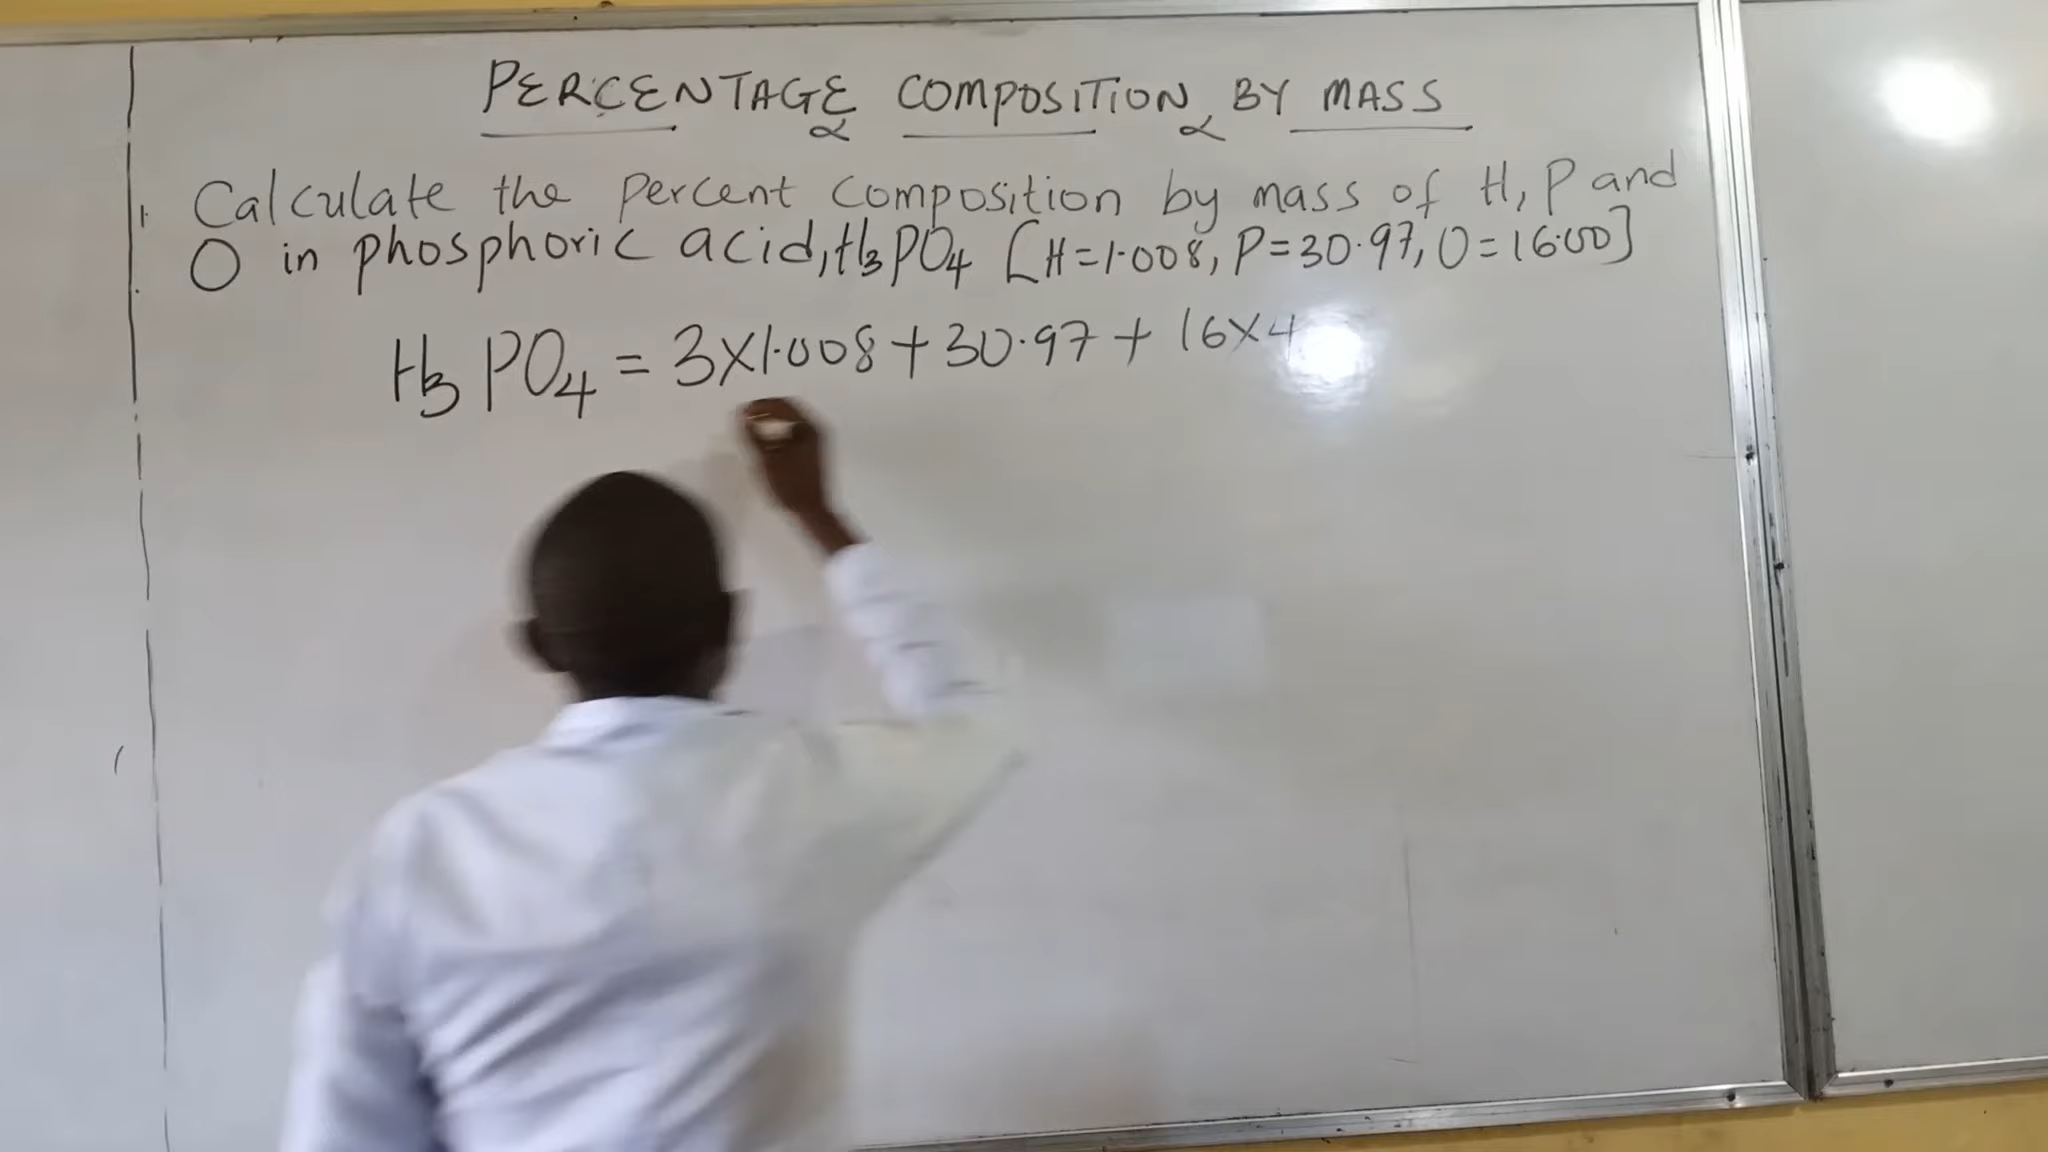 PERCENTAGE COMPOSITION BY MASS
1. Calculate the percent composition by mass of H, P and
O in phosphoric acid, H₃PO₄ [H=1.008, P=30.97, O=16.00]
H₃PO₄ = 3×1.008+30.97+16×4